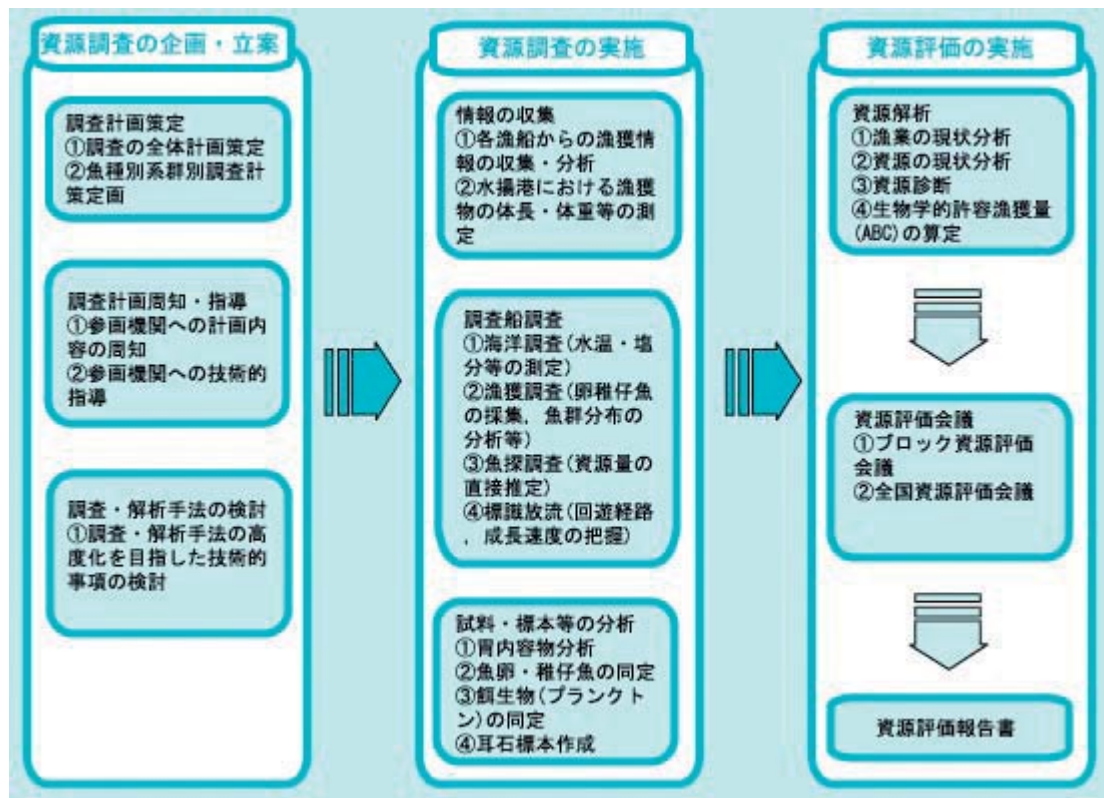 資源調査の企画・立案
調査計画策定
①調査の全体計画策定
②魚種別系群別調査計
策定画
調査計画周知・指導
①参画機関への計画内
容の周知
②参画機関への技術的
指導
調査・解析手法の検討
①調査・解析手法の高
度化を目指した技術的
事項の検討
資源調査の実施
情報の収集
①各漁船からの漁獲情
報の収集・分析
②水揚港における漁獲
物の体長・体重等の測
定
調査船調査
①海洋調査(水温・塩
分等の測定)
②漁獲調査(卵稚仔魚
の採集，魚群分布の
分析等)
③魚探調査(資源量の
直接推定)
④標識放流(回遊経路
，成長速度の把握)
試料・標本等の分析
①胃内容物分析
②魚卵・稚仔魚の同定
③餌生物(プランクト
ン)の同定
④耳石標本作成
資源評価の実施
資源解析
①漁業の現状分析
②資源の現状分析
③資源診断
④生物学的許容漁獲量
(ABC)の算定
資源評価会議
①ブロック資源評価
会議
②全国資源評価会議
資源評価報告書